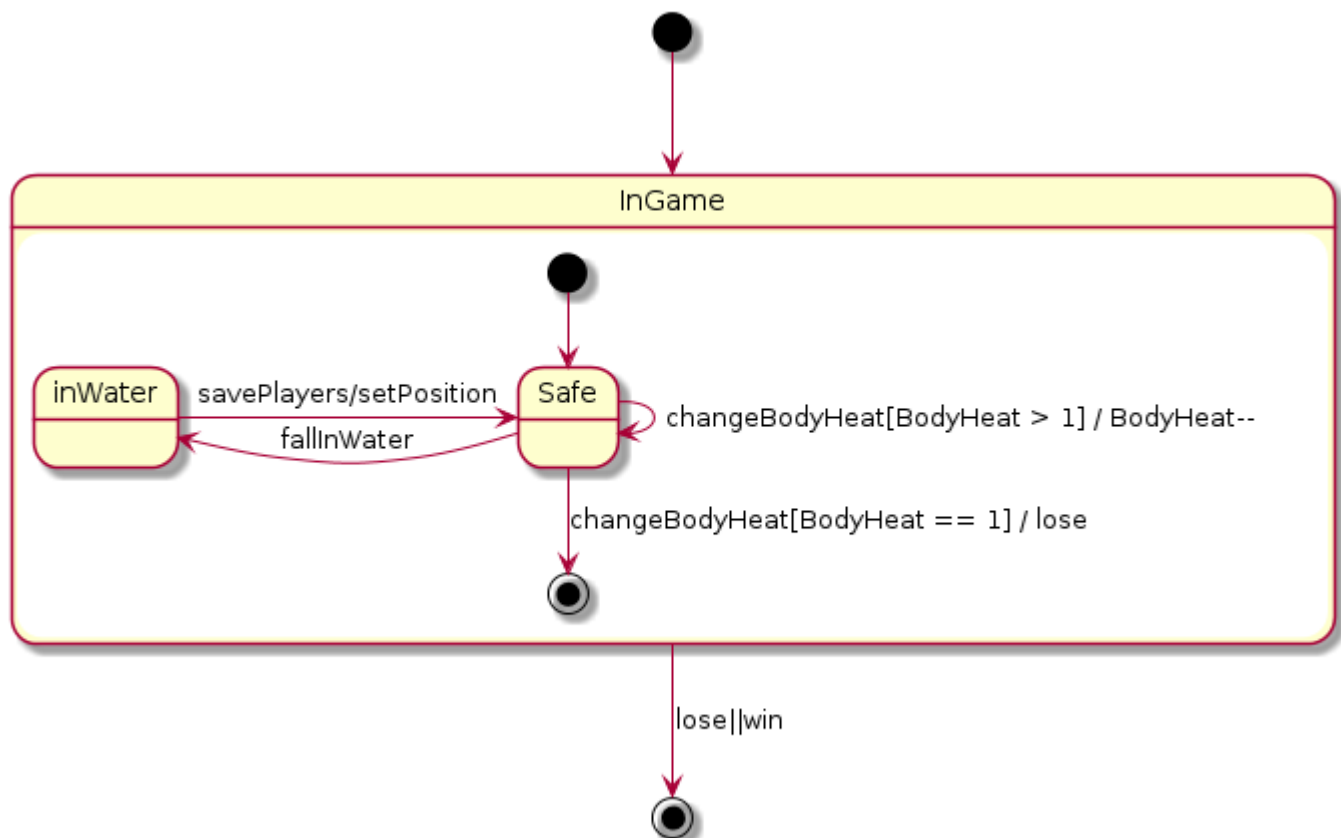 InGame
inWater
savePlayers/setPosition
Safe
changeBodyHeat[BodyHeat > 1] / BodyHeat--
fallInWater
changeBodyHeat[BodyHeat == 1] / lose
lose||win